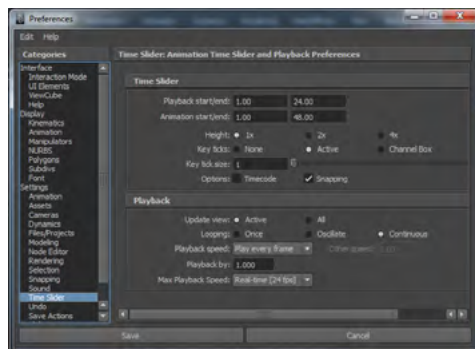 Preferences
Edit Help
Categories
Interface
Interaction Mode
UI Elements
ViewCube
Help
Display
Kinematics
Animation
Manipulators
NURBS
Polygons
Subdivs
Font
Settings
Animation
Assets
Cameras
Dynamics
Files/Projects
Modeling
Node Editor
Rendering
Selection
Snapping
Sound
Time Slider
Undo
Save Actions
Time Slider: Animation Time Slider and Playback Preferences
Time Slider
Playback start/end: 1.00 24.00
Animation start/end: 1.00 48.00
Height: 1x 2x 4x
Key ticks: None Active Channel Box
Key tick size: 1
Options: Timecode Snapping
Playback
Update view: Active All
Looping: Once Oscillate Continuous
Playback speed: Play every frame Other speed:
Playback by: 1.000
Max Playback Speed: Real-time [24 fps]
Save Cancel